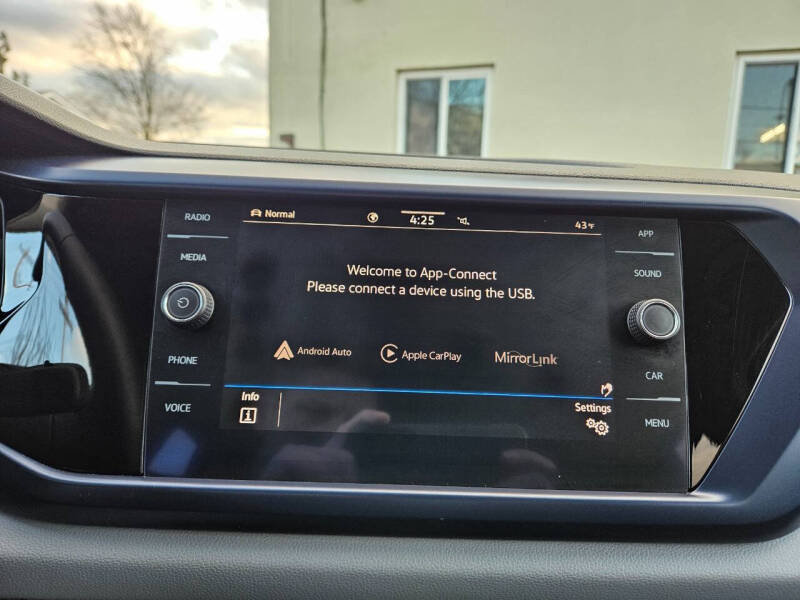 RADIO
MEDIA
PHONE
VOICE
Normal
4:25
43°F
Welcome to App-Connect
Please connect a device using the USB.
Android Auto
Apple CarPlay
MirrorLink
Info
Settings
APP
SOUND
CAR
MENU